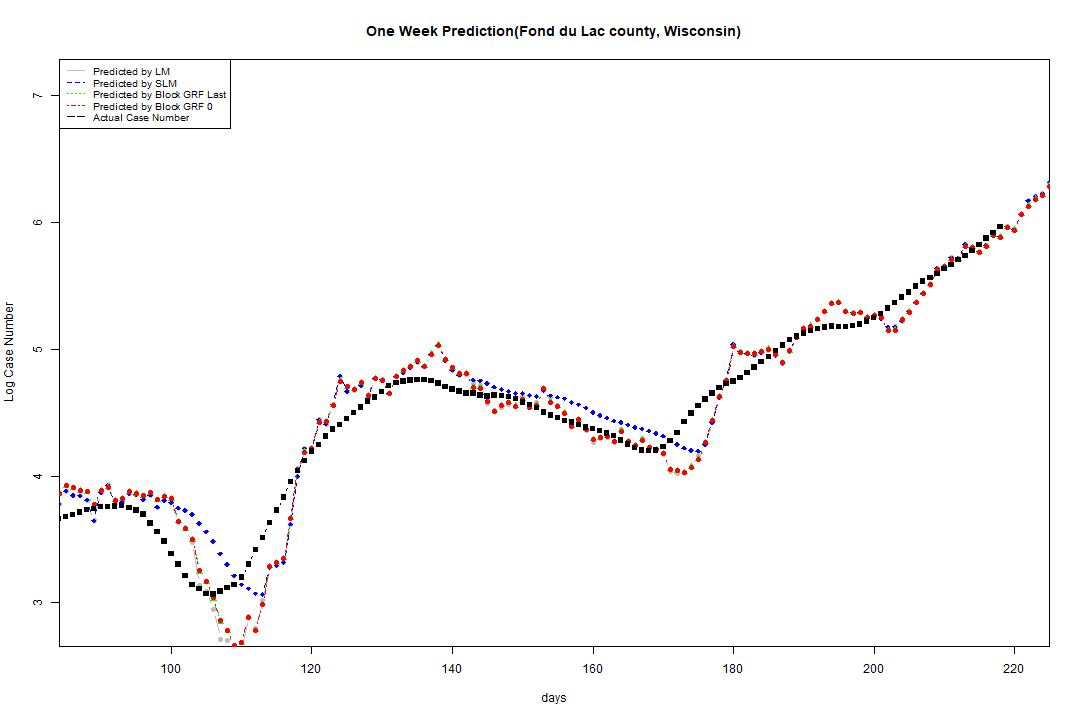 One Week Prediction(Fond du Lac county, Wisconsin)
Predicted by LM
Predicted by SLM
Predicted by Block GRF Last
Predicted by Block GRF 0
Actual Case Number
7
6
5
4
3
Log Case Number
100 120 140 160 180 200 220
days